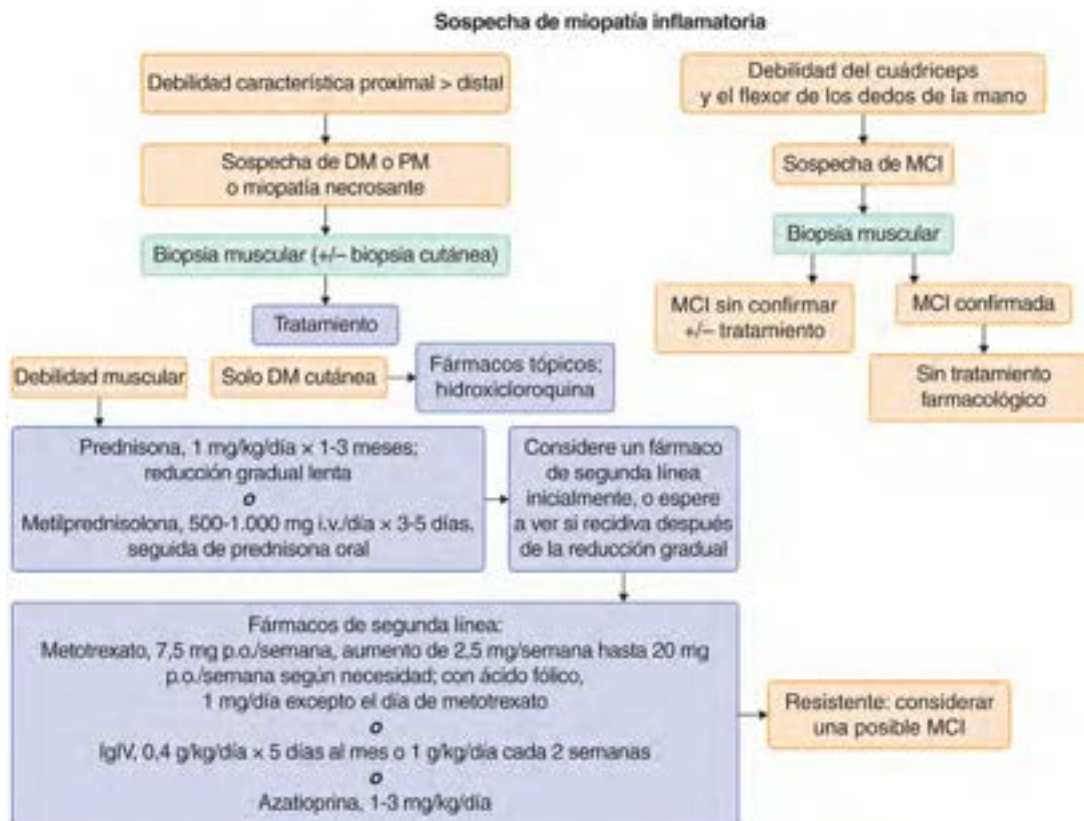 Sospecha de miopatía inflamatoria
Debilidad característica proximal > distal
Sospecha de DM o PM
o miopatía necrosante
Biopsia muscular (+/– biopsia cutánea)
Tratamiento
Debilidad muscular
Solo DM cutánea
Fármacos tópicos;
hidroxicloroquina
Debilidad del cuádriceps
y el flexor de los dedos de la mano
Sospecha de MCI
Biopsia muscular
MCI sin confirmar
+/– tratamiento
MCI confirmada
Sin tratamiento
farmacológico
Prednisona, 1 mg/kg/día × 1-3 meses;
reducción gradual lenta
o
Metilprednisolona, 500-1.000 mg i.v./día × 3-5 días,
seguida de prednisona oral
Considere un fármaco
de segunda línea
inicialmente, o espere
a ver si recidiva después
de la reducción gradual
Fármacos de segunda línea:
Metotrexato, 7,5 mg p.o./semana, aumento de 2,5 mg/semana hasta 20 mg
p.o./semana según necesidad; con ácido fólico,
1 mg/día excepto el día de metotrexato
o
IgIV, 0,4 g/kg/día × 5 días al mes o 1 g/kg/día cada 2 semanas
o
Azatioprina, 1-3 mg/kg/día
Resistente: considerar
una posible MCI